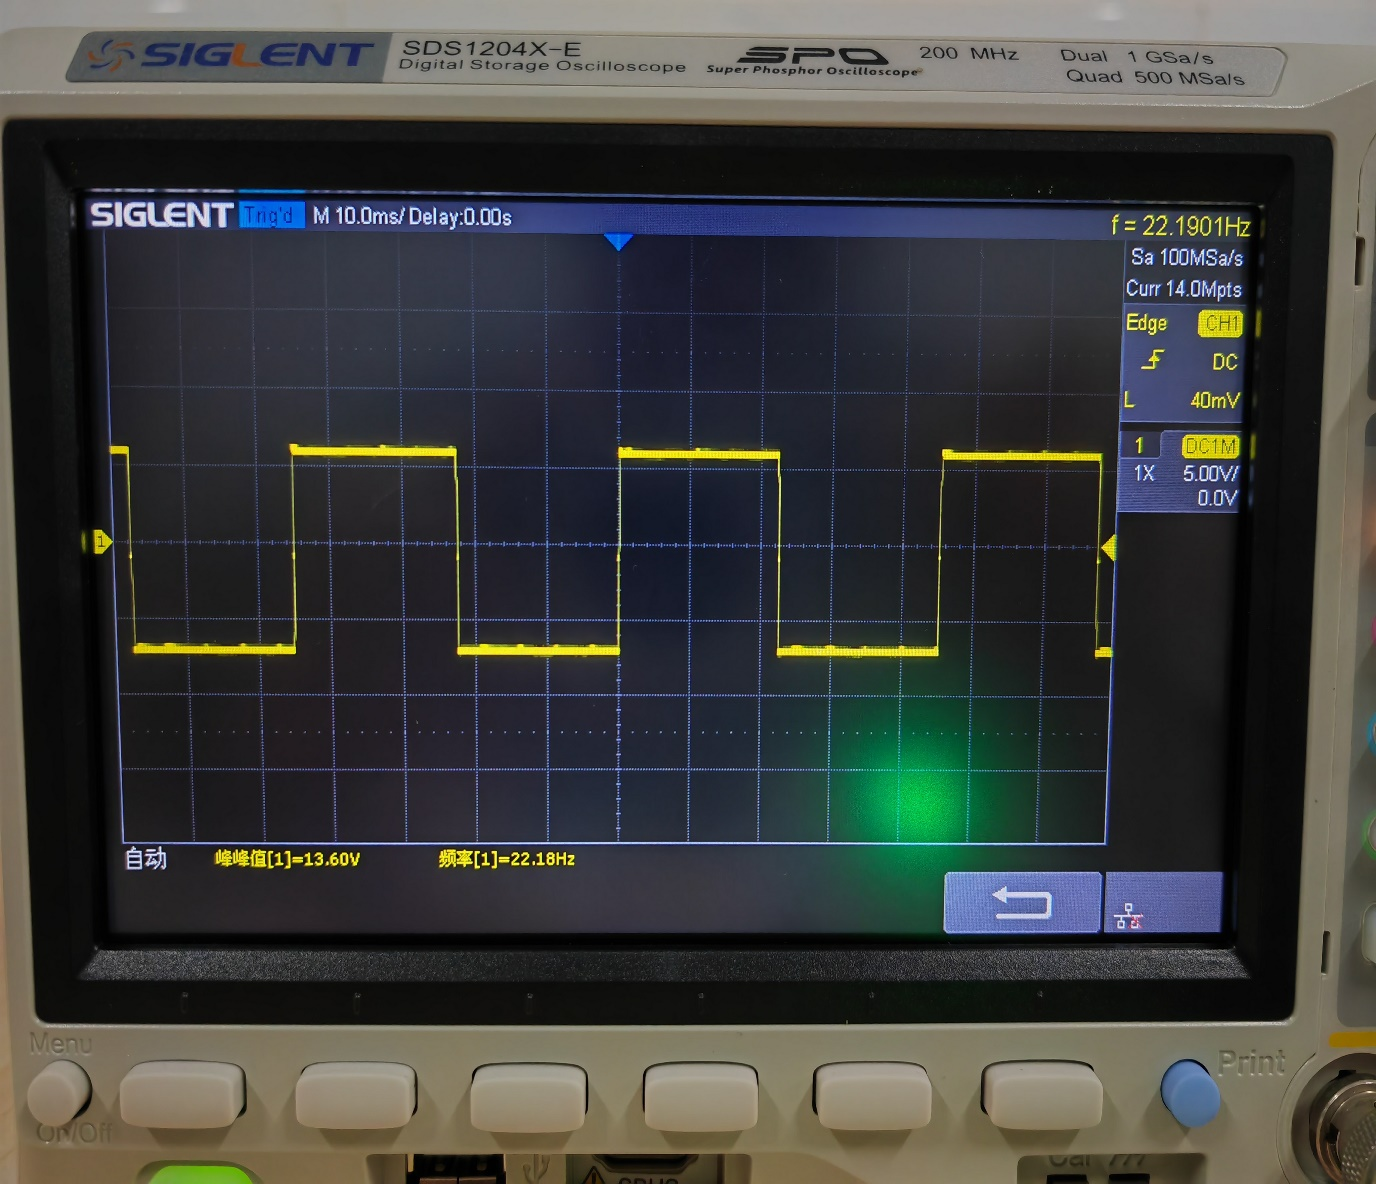 SIGLENT SDS1204X-E
Digital Storage Oscilloscope
SPO
Super Phosphor Oscilloscope
200 MHz
Dual 1 GSa/s
Quad 500 MSa/s
SIGLENT Trig'd M 10.0ms/ Delay:0.00s
f = 22.1901Hz
Sa 100MSa/s
Curr 14.0Mpts
Edge CH1
DC
L 40mV
1 DC1M
1X 5.00V/
0.0V
1
自动 峰峰值[1]=13.60V 频率[1]=22.18Hz
Menu
On/Off
Print
Cal